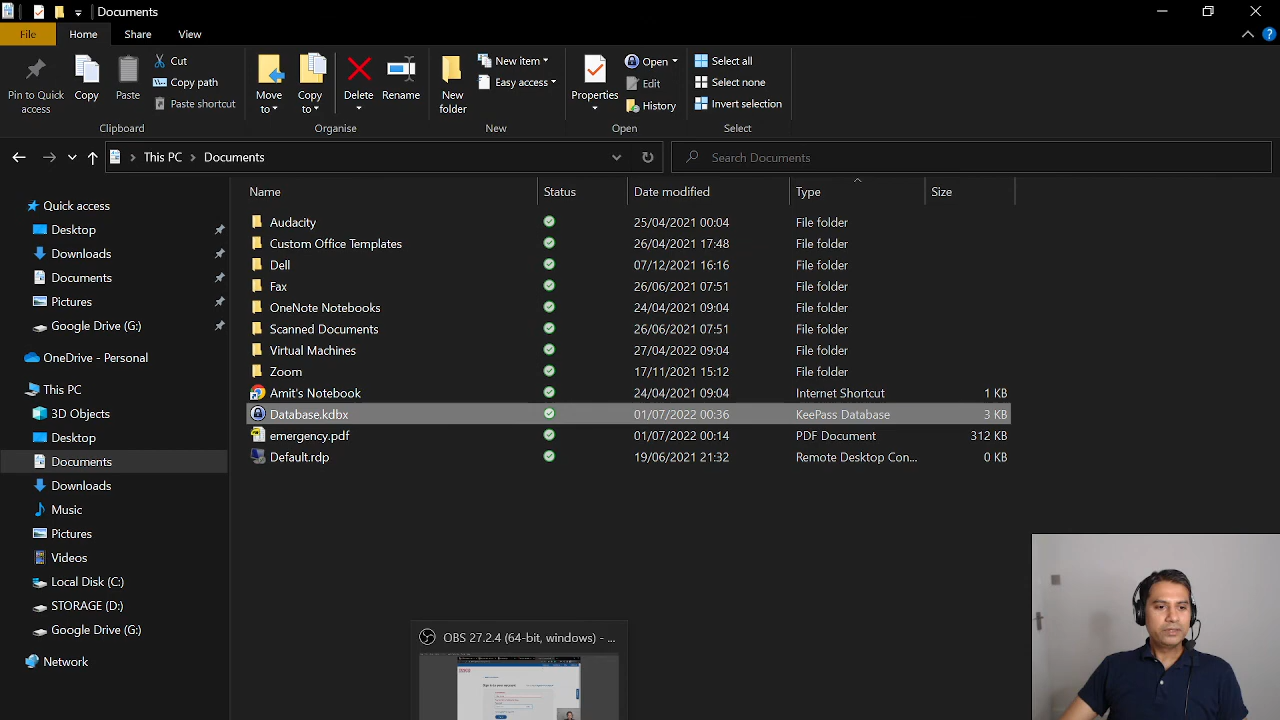 Documents
File
Home
Share
View
Pin to Quick access
Copy
Paste
Cut
Copy path
Paste shortcut
Clipboard
Move to
Copy to
Delete
Rename
Organise
New folder
New item
Easy access
New
Properties
Open
Edit
History
Open
Select all
Select none
Invert selection
Select
This PC
Documents
Search Documents
Name
Status
Date modified
Type
Size
Quick access
Desktop
Downloads
Documents
Pictures
Google Drive (G:)
OneDrive - Personal
This PC
3D Objects
Desktop
Documents
Downloads
Music
Pictures
Videos
Local Disk (C:)
STORAGE (D:)
Google Drive (G:)
Audacity 25/04/2021 00:04 File folder
Custom Office Templates 26/04/2021 17:48 File folder
Dell 07/12/2021 16:16 File folder
Fax 26/06/2021 07:51 File folder
OneNote Notebooks 24/04/2021 09:04 File folder
Scanned Documents 26/06/2021 07:51 File folder
Virtual Machines 27/04/2022 09:04 File folder
Zoom 17/11/2021 15:12 File folder
Amit's Notebook 24/04/2021 09:04 Internet Shortcut 1 KB
Database.kdbx 01/07/2022 00:36 KeePass Database 3 KB
emergency.pdf 01/07/2022 00:14 PDF Document 312 KB
Default.rdp 19/06/2021 21:32 Remote Desktop Con... 0 KB
OBS 27.2.4 (64-bit, windows) - ...